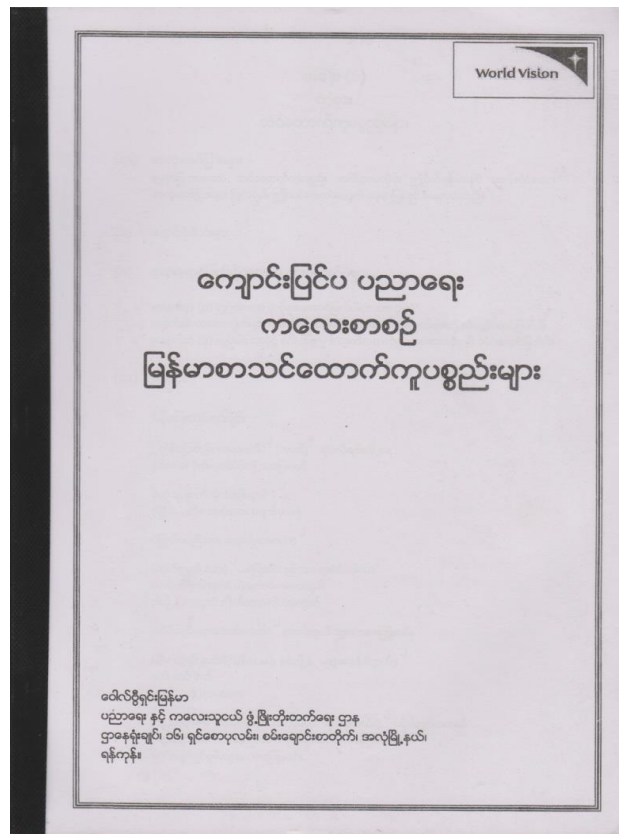 World Vision
ကျောင်းပြင်ပ ပညာရေး
ကလေးစာစဉ်
မြန်မာစာသင်ထောက်ကူပစ္စည်းများ
ဝေါလ်ဗွီရှင်းမြန်မာ
ပညာရေး နှင့် ကလေးသူငယ် ဖွံ့ဖြိုးတိုးတက်ရေး ဌာန
ဌာနေရုံးချုပ်၊ ၁၆၊ ရှင်စောပုလမ်း၊ စမ်းချောင်းစာတိုက်၊ အလုံမြို့နယ်၊
ရန်ကုန်။